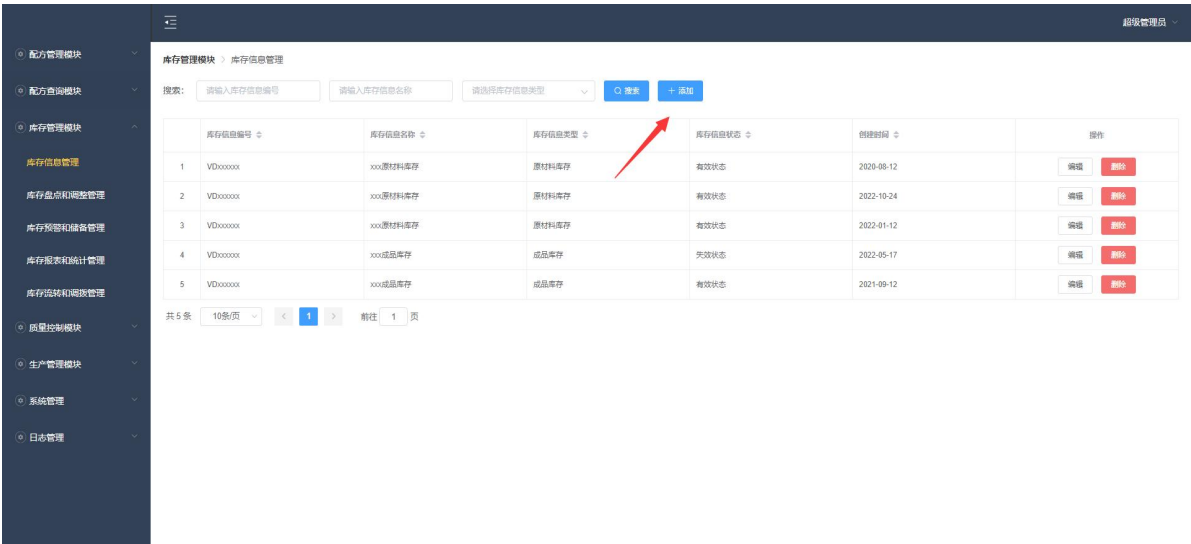 超级管理员
配方管理模块
配方查询模块
库存管理模块
库存信息管理
库存盘点和调整管理
库存预警和储备管理
库存报表和统计管理
库存流转和调拨管理
质量控制模块
生产管理模块
系统管理
日志管理
库存管理模块 > 库存信息管理
搜索: 请输入库存信息编号 请输入库存信息名称 请选择库存信息类型 搜索 + 添加
库存信息编号 库存信息名称 库存信息类型 库存信息状态 创建时间 操作
1 VDxxxxxx xxx原材料库存 原材料库存 有效状态 2020-08-12 编辑 删除
2 VDxxxxxx xxx原材料库存 原材料库存 有效状态 2022-10-24 编辑 删除
3 VDxxxxxx xxx原材料库存 原材料库存 有效状态 2022-01-12 编辑 删除
4 VDxxxxxx xxx成品库存 成品库存 失效状态 2022-05-17 编辑 删除
5 VDxxxxxx xxx成品库存 成品库存 有效状态 2021-09-12 编辑 删除
共 5 条 10条/页 < 1 > 前往 1 页